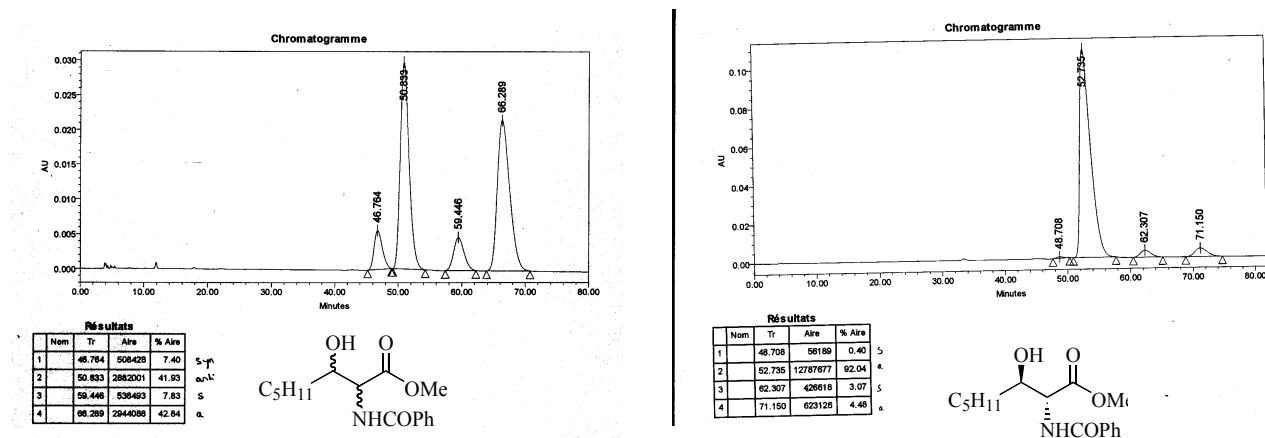 Chromatogramme
0.030
0.025
0.020
0.015
0.010
0.005
0.000
AU
46.764
50.833
59.446
66.289
0.00 10.00 20.00 30.00 40.00 50.00 60.00 70.00 80.00
Minutes
Résultats
Nom Tr Aire % Aire
1 46.764 508428 7.40 syn
2 50.833 2882001 41.93
3 59.446 538493 7.83 s
4 66.289 2944088 42.84 a
OH O
C5H11 OMe
NHCOPh
Chromatogramme
0.10
0.08
0.06
0.04
0.02
0.00
AU
48.708
52.735
62.307
71.150
0.00 10.00 20.00 30.00 40.00 50.00 60.00 70.00 80.00
Minutes
Résultats
Nom Tr Aire % Aire
1 48.708 56189 0.40 s
2 52.735 12787677 92.04 a
3 62.307 426618 3.07 s
4 71.150 623126 4.48 a
OH O
C5H11 OMe
NHCOPh